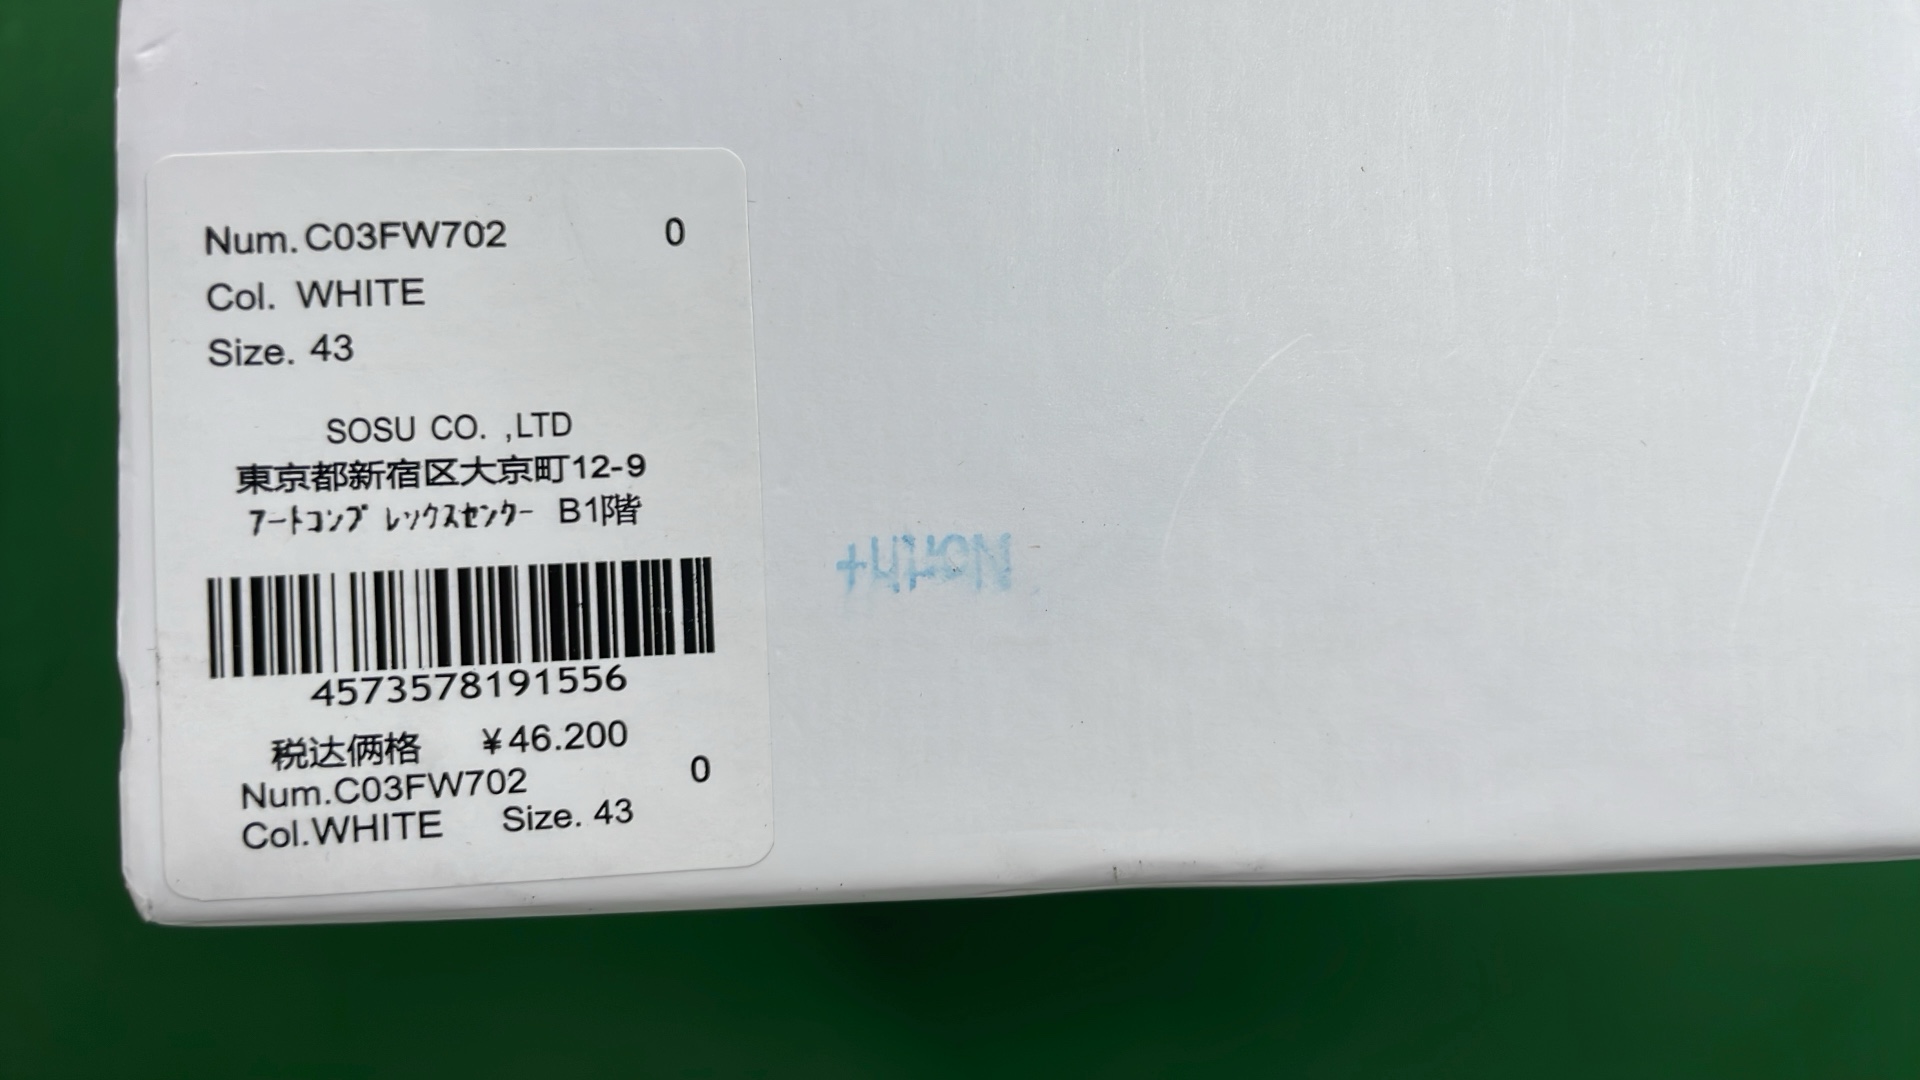 Num. C03FW702 0
Col. WHITE
Size. 43
SOSU CO. ,LTD
東京都新宿区大京町12-9
アートコンプ レックスセンター B1階
4573578191556
税达俩格 ¥46.200
Num.C03FW702 0
Col.WHITE Size. 43